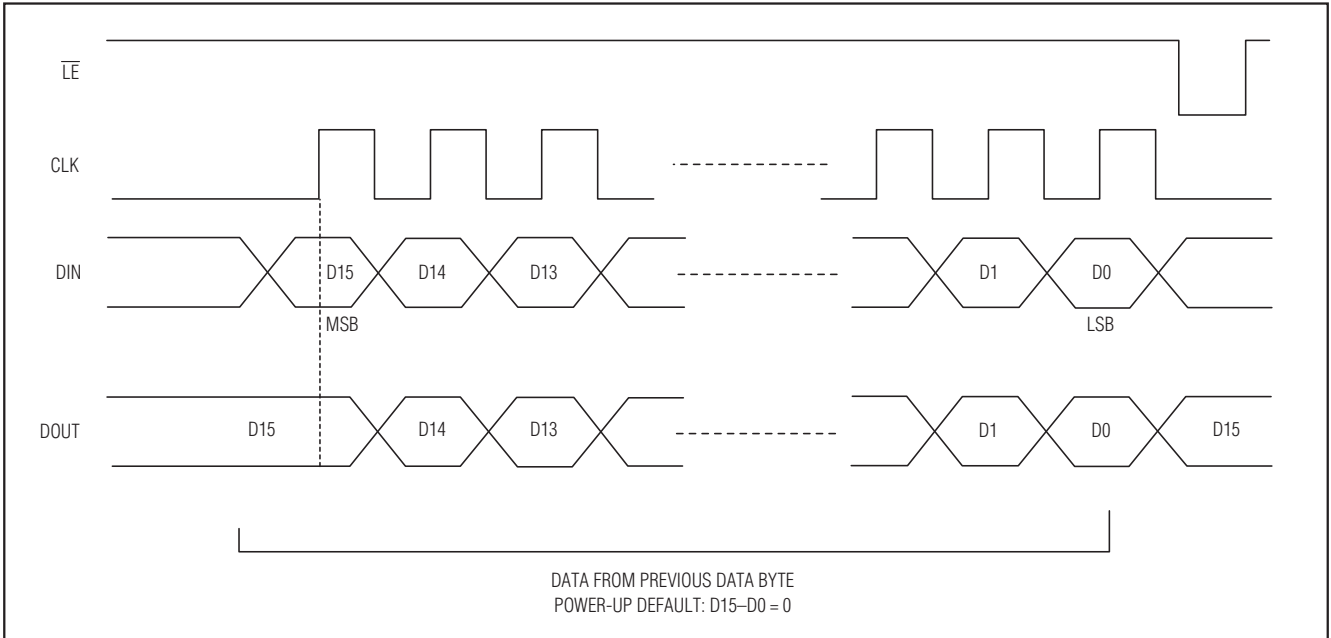 LE
CLK
DIN
D15
D14
D13
D1
D0
MSB
LSB
DOUT
D15
D14
D13
D1
D0
D15
DATA FROM PREVIOUS DATA BYTE
POWER-UP DEFAULT: D15–D0 = 0